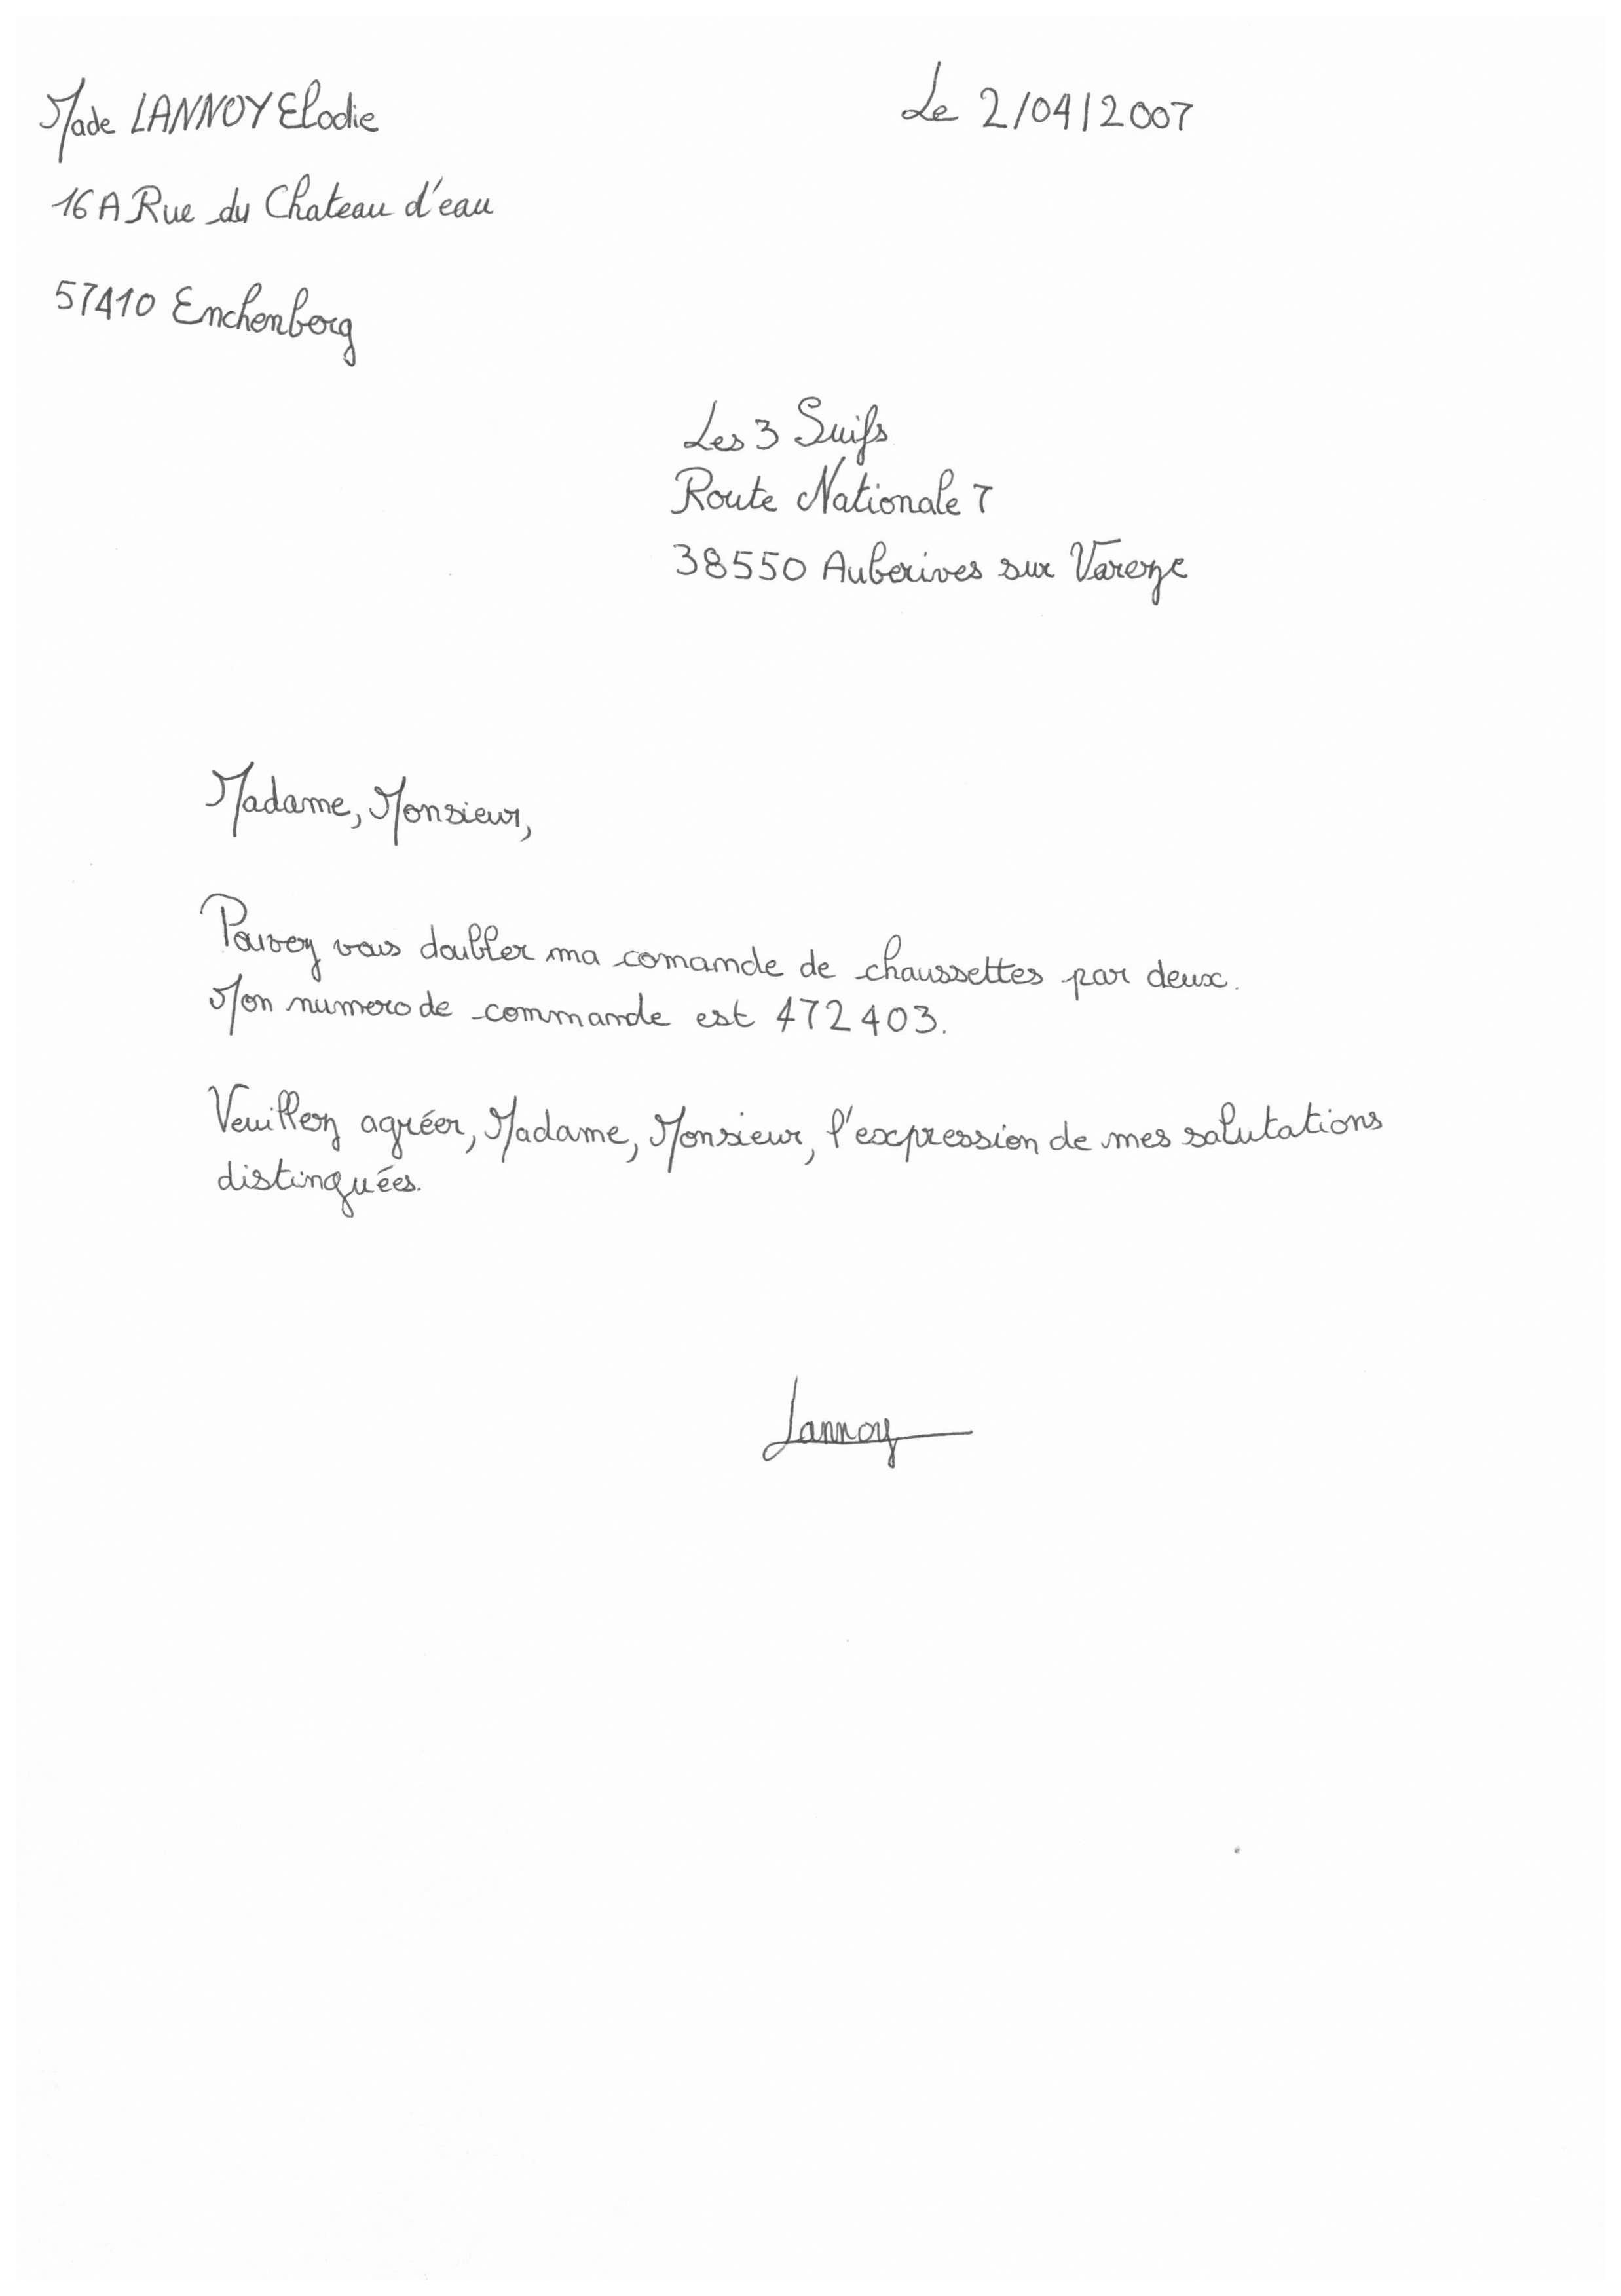 Made LANNOY Elodie
Le 2/04/2007
16A Rue du Chateau d'eau
57410 Enchenberg
Les 3 Suifs
Route Nationale 7
38550 Auberives sur Vareze
Madame, Monsieur,
Pouvez vous doubler ma comande de chaussettes par deux.
Mon numero de commande est 472403.
Veuillez agréer, Madame, Monsieur, l'expression de mes salutations
distinquées.
Lannoy